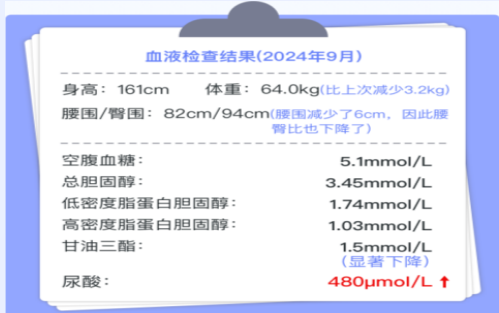 血液检查结果(2024年9月)
身高：161cm 体重：64.0kg(比上次减少3.2kg)
腰围/臀围：82cm/94cm(腰围减少了6cm，因此腰
臀比也下降了)
空腹血糖： 5.1mmol/L
总胆固醇： 3.45mmol/L
低密度脂蛋白胆固醇： 1.74mmol/L
高密度脂蛋白胆固醇： 1.03mmol/L
甘油三酯： 1.5mmol/L
(显著下降)
尿酸： 480μmol/L ↑